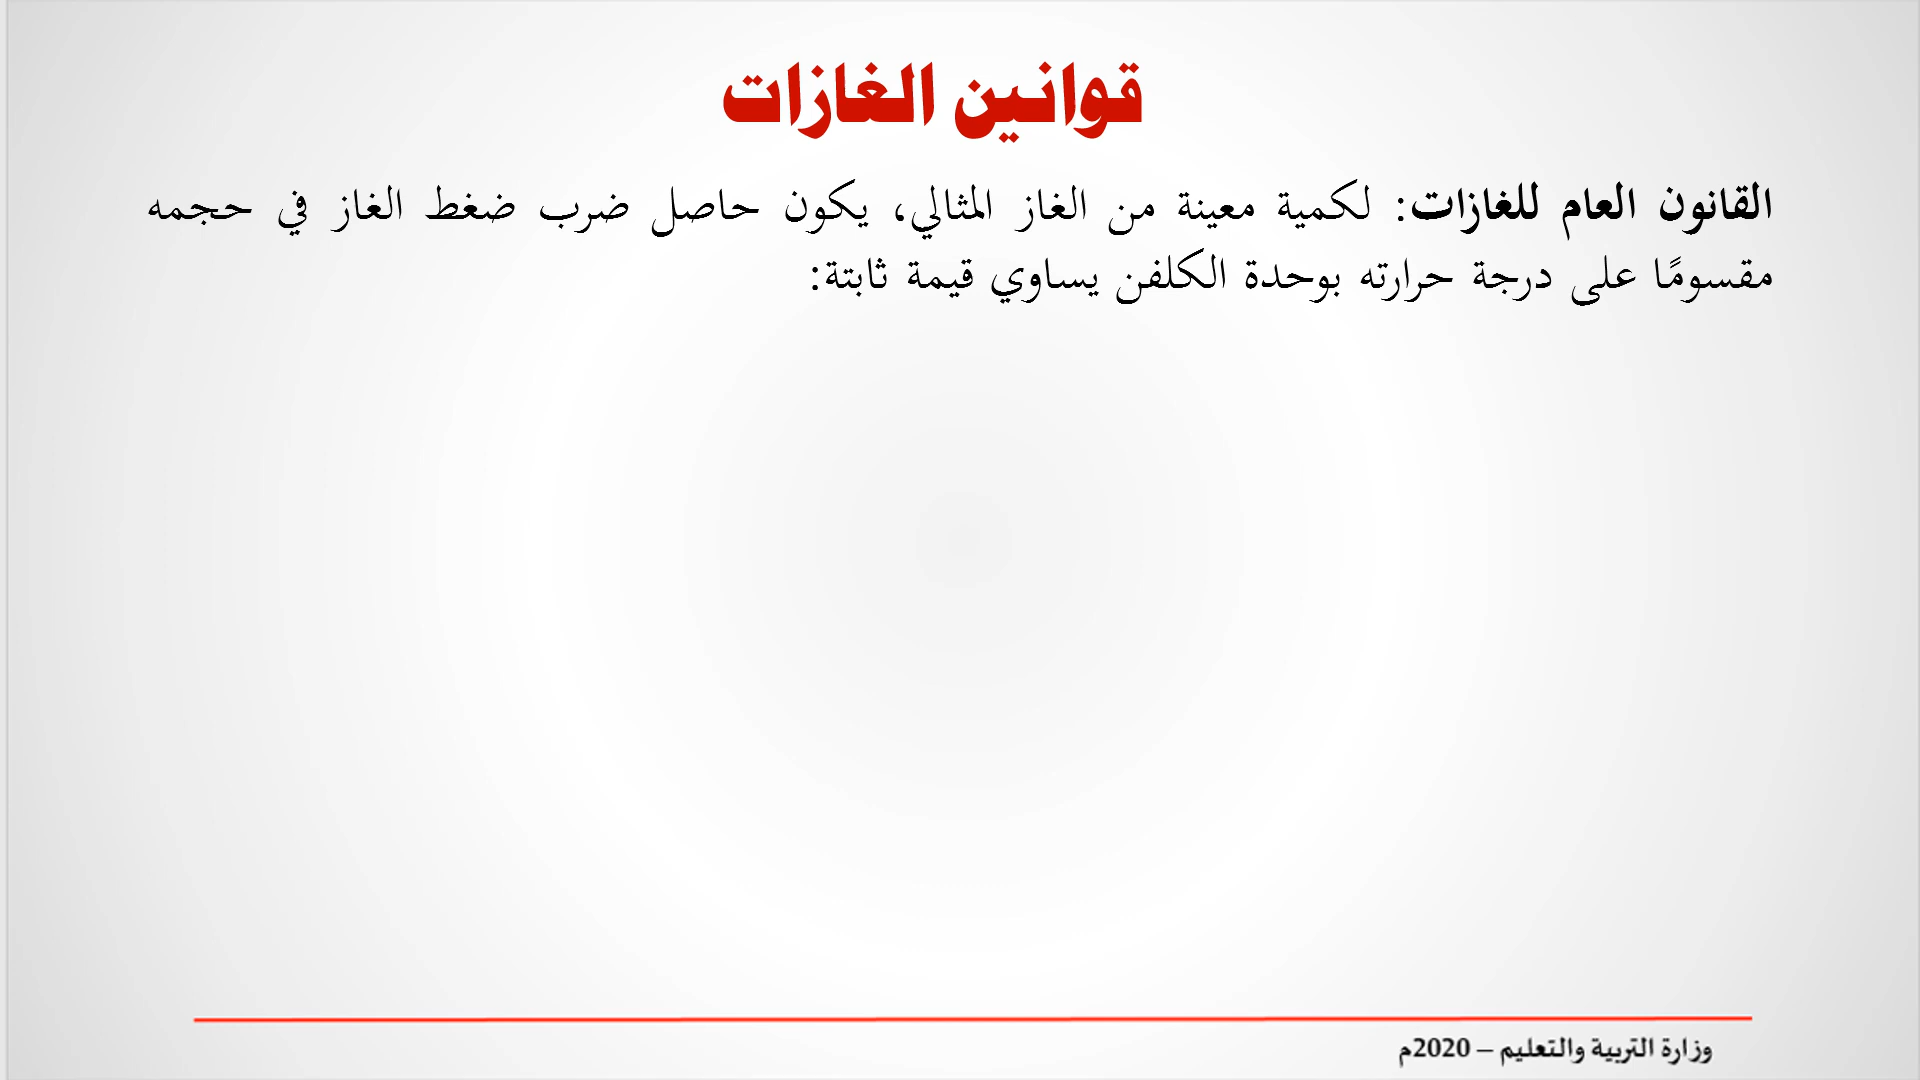 قوانين الغازات
القانون العام للغازات: لكمية معينة من الغاز المثالي، يكون حاصل ضرب ضغط الغاز في حجمه
مقسومًا على درجة حرارته بوحدة الكلفن يساوي قيمة ثابتة:
وزارة التربية والتعليم – 2020م